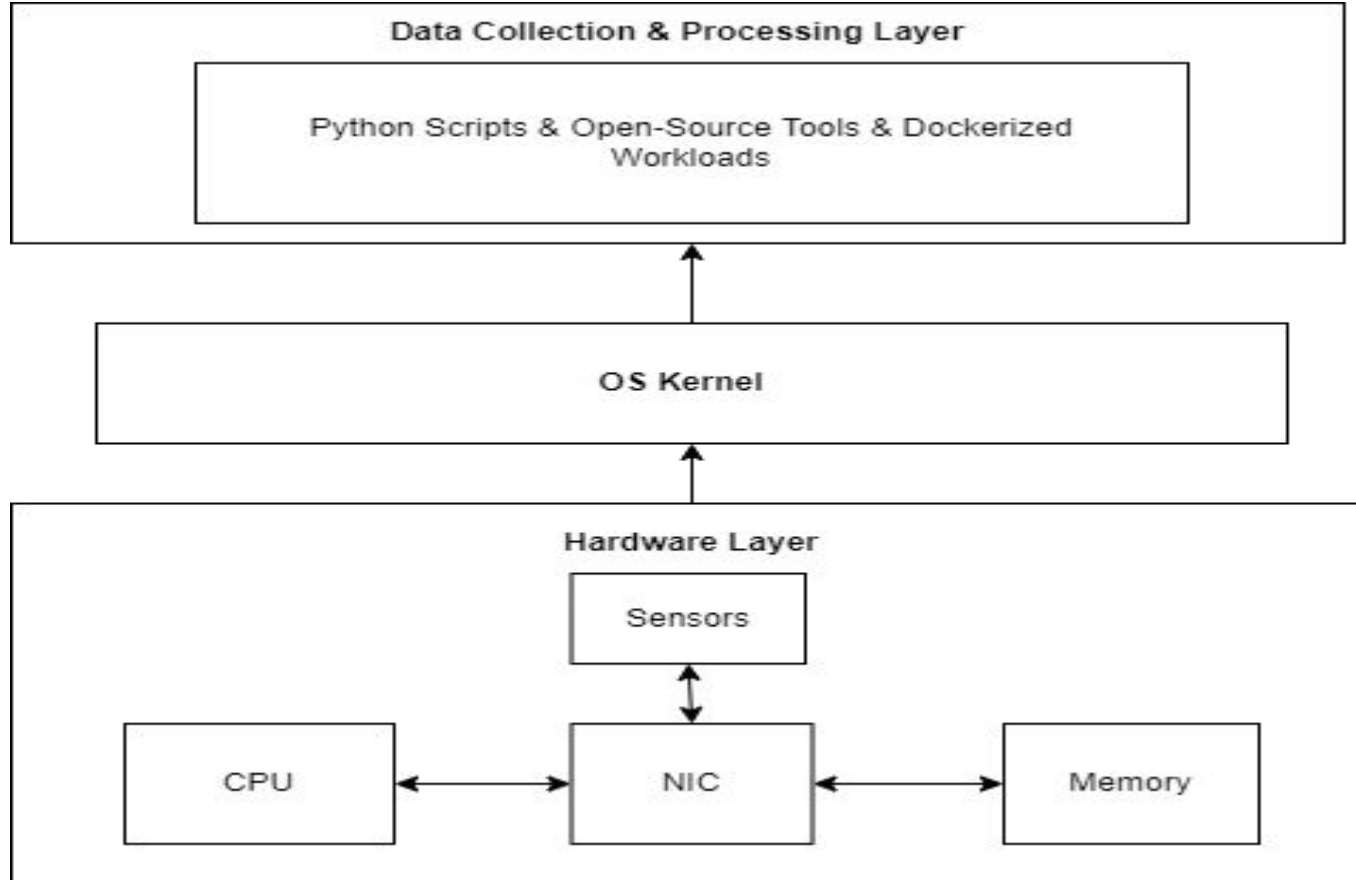 Data Collection & Processing Layer
Python Scripts & Open-Source Tools & Dockerized
Workloads
OS Kernel
Hardware Layer
Sensors
CPU
NIC
Memory